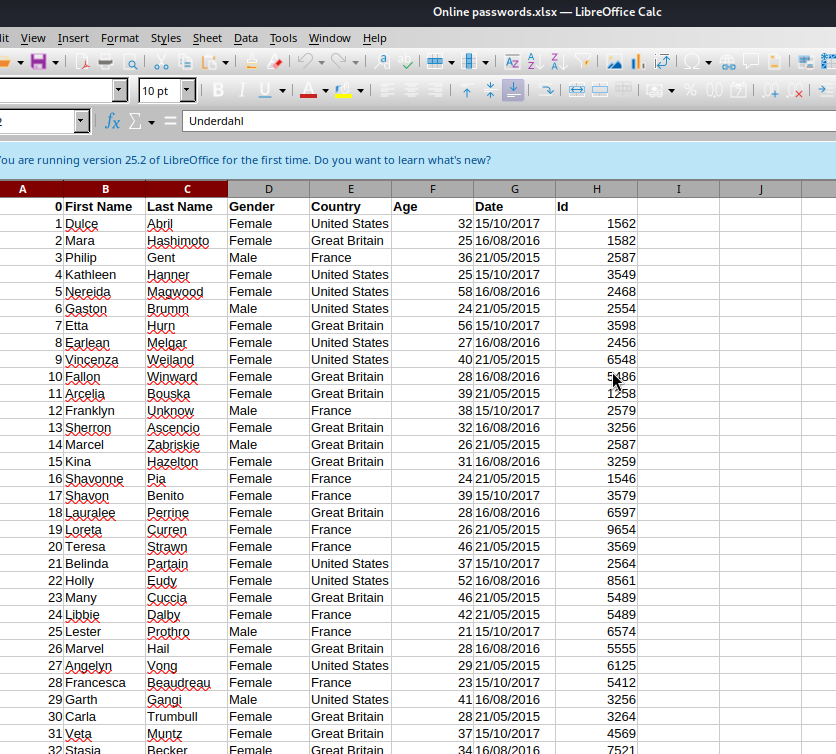 Online passwords.xlsx — LibreOffice Calc
lit View Insert Format Styles Sheet Data Tools Window Help
10 pt
2 fx Σ = Underdahl
You are running version 25.2 of LibreOffice for the first time. Do you want to learn what's new?
A B C D E F G H I J
0 First Name Last Name Gender Country Age Date Id
1 Dulce Abril Female United States 32 15/10/2017 1562
2 Mara Hashimoto Female Great Britain 25 16/08/2016 1582
3 Philip Gent Male France 36 21/05/2015 2587
4 Kathleen Hanner Female United States 25 15/10/2017 3549
5 Nereida Magwood Female United States 58 16/08/2016 2468
6 Gaston Brumm Male United States 24 21/05/2015 2554
7 Etta Hurn Female Great Britain 56 15/10/2017 3598
8 Earlean Melgar Female United States 27 16/08/2016 2456
9 Vincenza Weiland Female United States 40 21/05/2015 6548
10 Fallon Winward Female Great Britain 28 16/08/2016
11 Arcelia Bouska Female Great Britain 39 21/05/2015 1258
12 Franklyn Unknow Male France 38 15/10/2017 2579
13 Sherron Ascencio Female Great Britain 32 16/08/2016 3256
14 Marcel Zabriskie Male Great Britain 26 21/05/2015 2587
15 Kina Hazelton Female Great Britain 31 16/08/2016 3259
16 Shavonne Pia Female France 24 21/05/2015 1546
17 Shavon Benito Female France 39 15/10/2017 3579
18 Lauralee Perrine Female Great Britain 28 16/08/2016 6597
19 Loreta Curren Female France 26 21/05/2015 9654
20 Teresa Strawn Female France 46 21/05/2015 3569
21 Belinda Partain Female United States 37 15/10/2017 2564
22 Holly Eudy Female United States 52 16/08/2016 8561
23 Many Cuccia Female Great Britain 46 21/05/2015 5489
24 Libbie Dalby Female France 42 21/05/2015 5489
25 Lester Prothro Male France 21 15/10/2017 6574
26 Marvel Hail Female Great Britain 28 16/08/2016 5555
27 Angelyn Vong Female United States 29 21/05/2015 6125
28 Francesca Beaudreau Female France 23 15/10/2017 5412
29 Garth Gangi Male United States 41 16/08/2016 3256
30 Carla Trumbull Female Great Britain 28 21/05/2015 3264
31 Veta Muntz Female Great Britain 37 15/10/2017 4569
32 Stasia Becker Female Great Britain 34 16/08/2016 7521